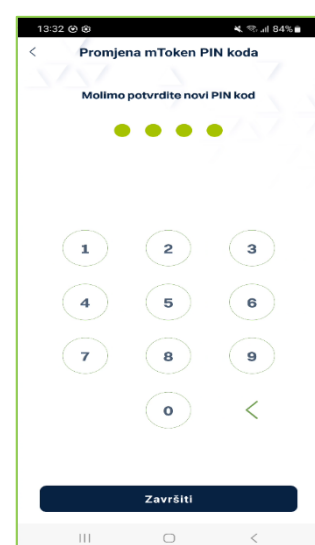 13:32 84%
Promjena mToken PIN koda
Molimo potvrdite novi PIN kod
1 2 3
4 5 6
7 8 9
0
Završiti